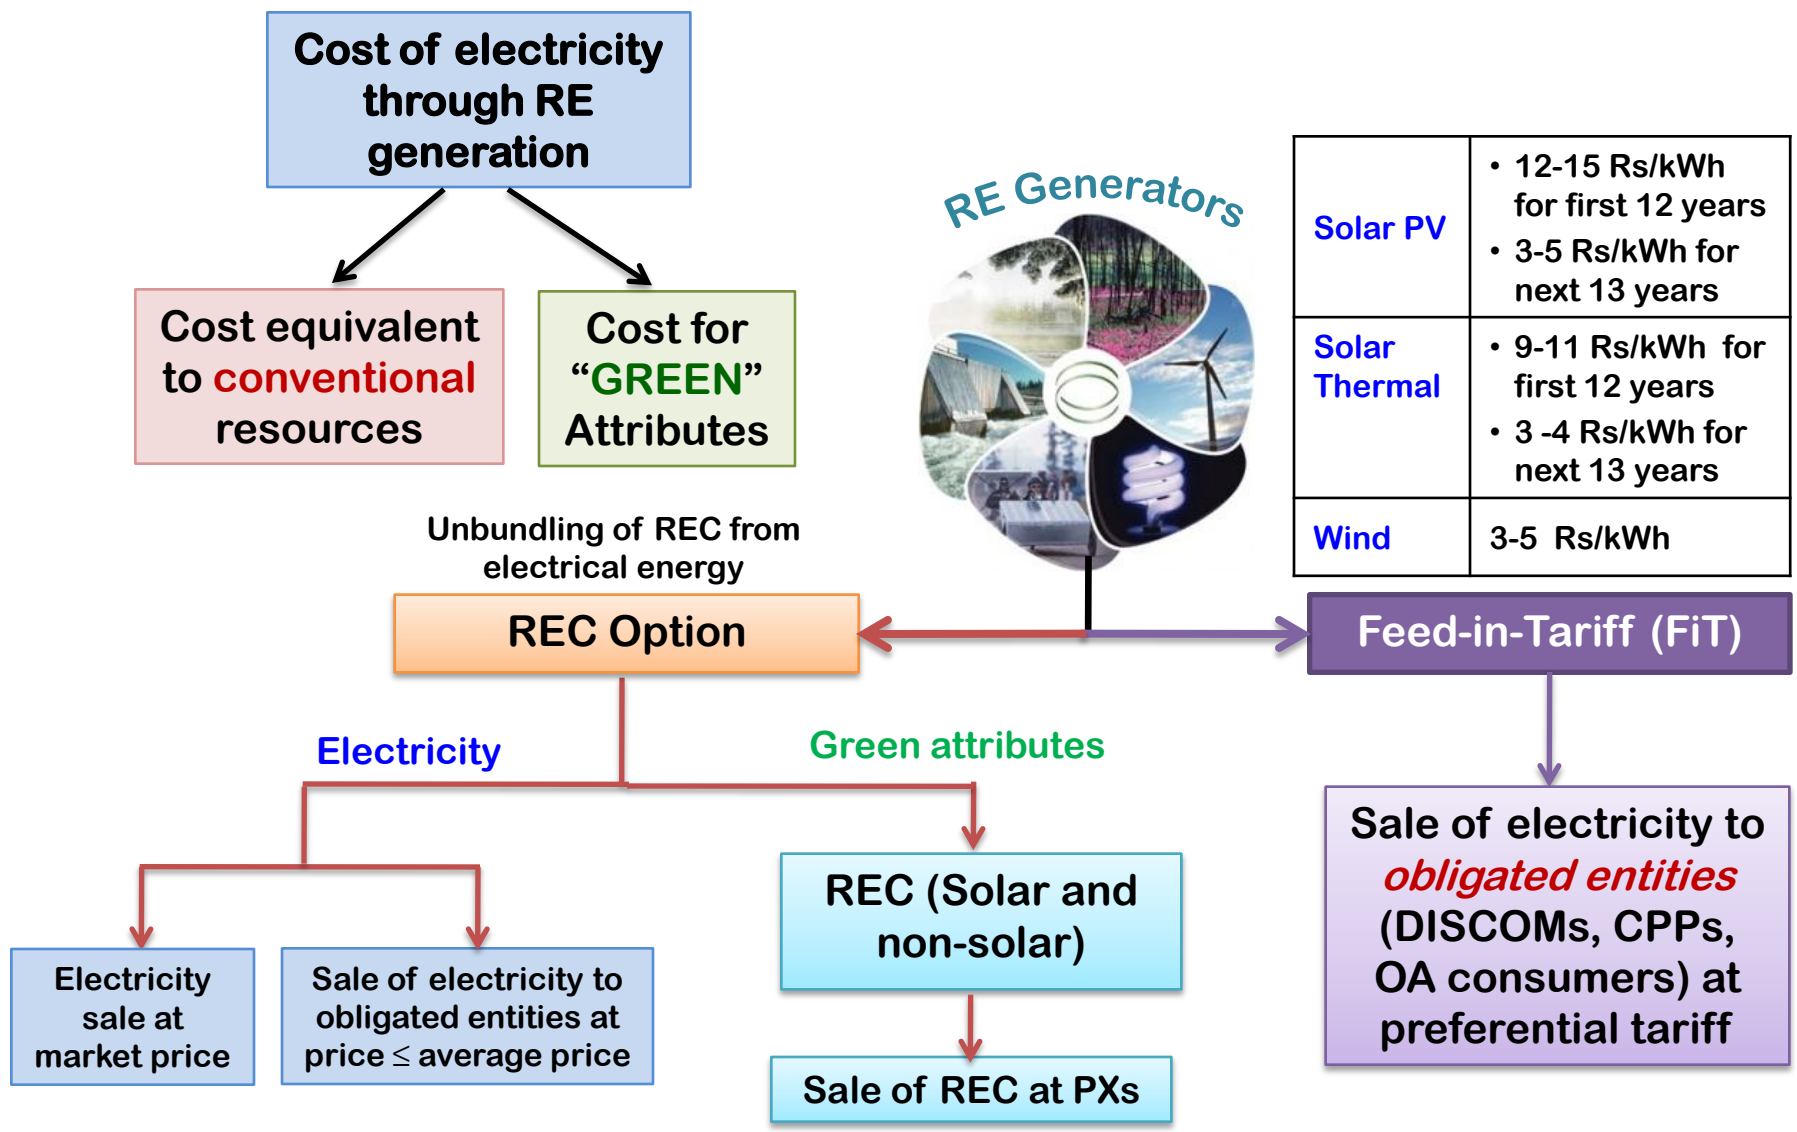 Cost of electricity
through RE
generation
Cost equivalent
to conventional
resources
Cost for
“GREEN”
Attributes
RE Generators
Solar PV
• 12-15 Rs/kWh
for first 12 years
• 3-5 Rs/kWh for
next 13 years
Solar
Thermal
• 9-11 Rs/kWh for
first 12 years
• 3 -4 Rs/kWh for
next 13 years
Wind
3-5 Rs/kWh
Unbundling of REC from
electrical energy
REC Option
Feed-in-Tariff (FiT)
Electricity
Green attributes
Electricity
sale at
market price
Sale of electricity to
obligated entities at
price ≤ average price
REC (Solar and
non-solar)
Sale of REC at PXs
Sale of electricity to
obligated entities
(DISCOMs, CPPs,
OA consumers) at
preferential tariff